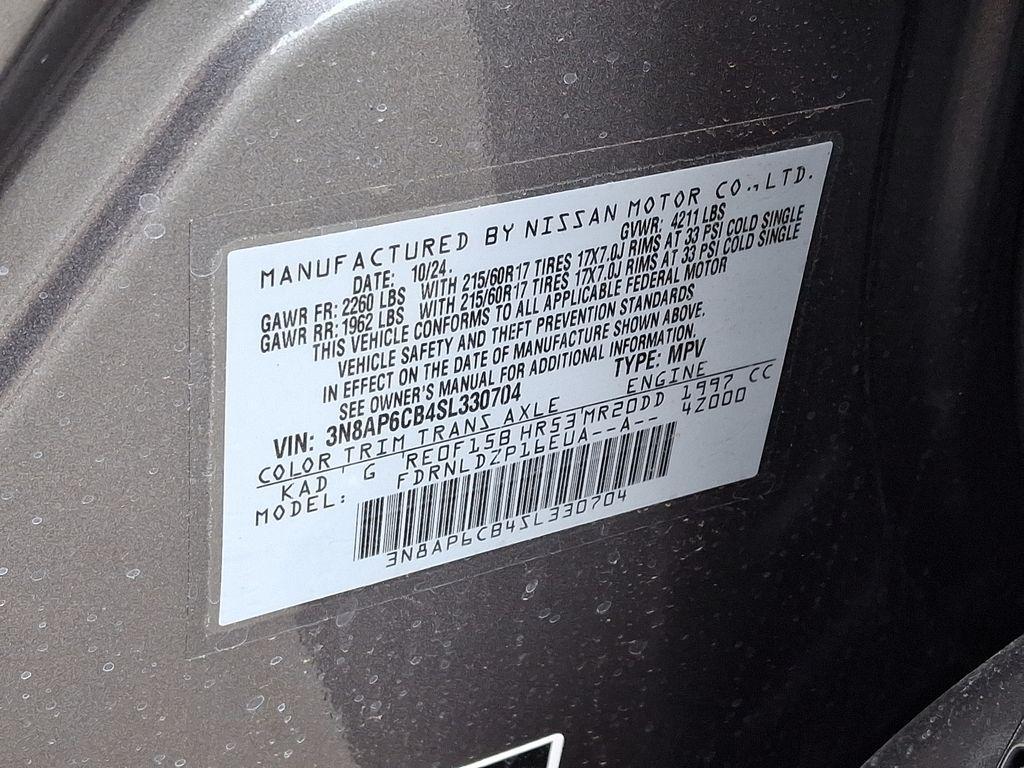 MANUFACTURED BY NISSAN MOTOR CO.,LTD.
DATE: 10/24. GVWR: 4211 LBS
GAWR FR: 2260 LBS WITH 215/60R17 TIRES 17X7.0J RIMS AT 33 PSI COLD SINGLE
GAWR RR: 1962 LBS WITH 215/60R17 TIRES 17X7.0J RIMS AT 33 PSI COLD SINGLE
THIS VEHICLE CONFORMS TO ALL APPLICABLE FEDERAL MOTOR
VEHICLE SAFETY AND THEFT PREVENTION STANDARDS
IN EFFECT ON THE DATE OF MANUFACTURE SHOWN ABOVE.
SEE OWNER'S MANUAL FOR ADDITIONAL INFORMATION.
VIN: 3N8AP6CB4SL330704 TYPE: MPV
COLOR TRIM TRANS AXLE ENGINE
KAD G RE0F15B HR53 MR20DD 1997 CC
MODEL: FDRNLDZP16EUA--A-- 4Z000
3N8AP6CB4SL330704